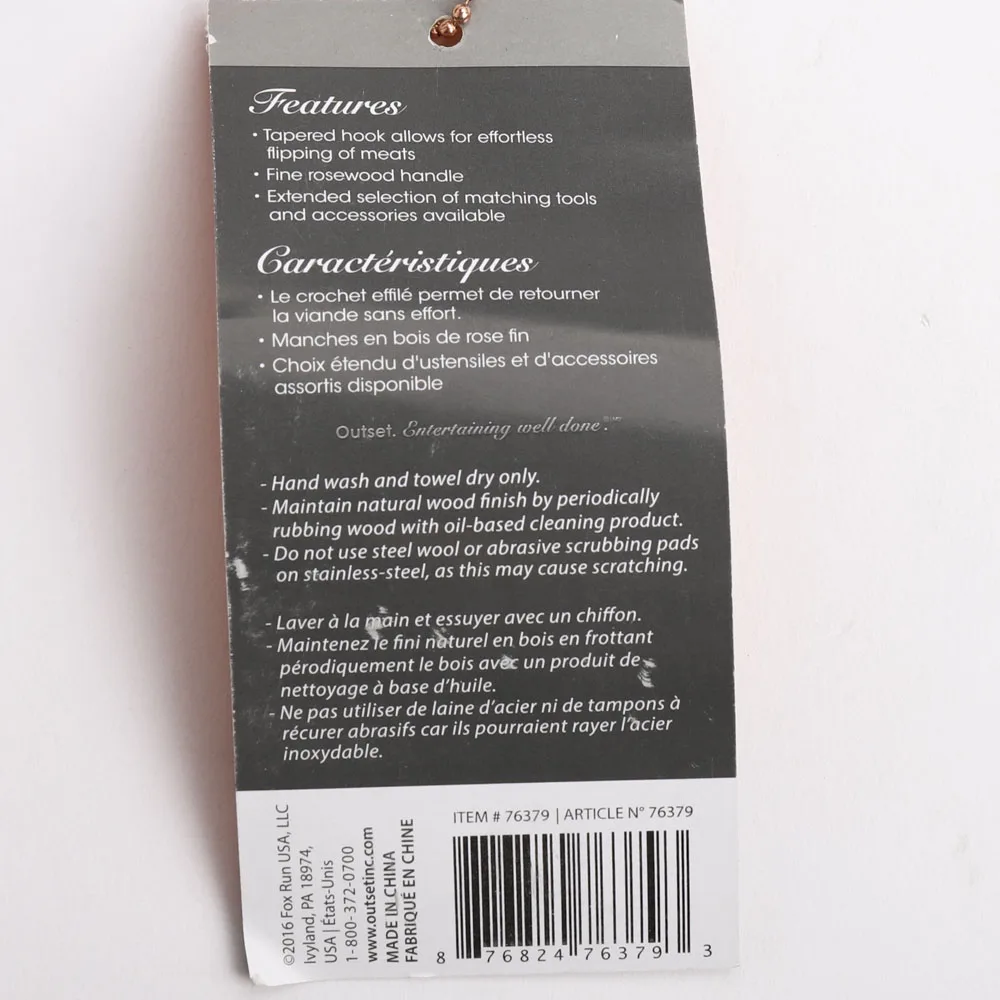 Features
• Tapered hook allows for effortless
flipping of meats
• Fine rosewood handle
• Extended selection of matching tools
and accessories available
Caractéristiques
• Le crochet effilé permet de retourner
la viande sans effort.
• Manches en bois de rose fin
• Choix étendu d'ustensiles et d'accessoires
assortis disponible
Outset. Entertaining well done.
- Hand wash and towel dry only.
- Maintain natural wood finish by periodically
rubbing wood with oil-based cleaning product.
- Do not use steel wool or abrasive scrubbing pads
on stainless-steel, as this may cause scratching.
- Laver à la main et essuyer avec un chiffon.
- Maintenez le fini naturel en bois en frottant
pérodiquement le bois avec un produit de
nettoyage à base d'huile.
- Ne pas utiliser de laine d'acier ni de tampons à
récurer abrasifs car ils pourraient rayer l'acier
inoxydable.
©2016 Fox Run USA, LLC
Ivyland, PA 18974,
USA | États-Unis
1-800-372-0700
www.outsetinc.com
MADE IN CHINA
FABRIQUÉ EN CHINE
ITEM # 76379 | ARTICLE N° 76379
8 76824 76379 3